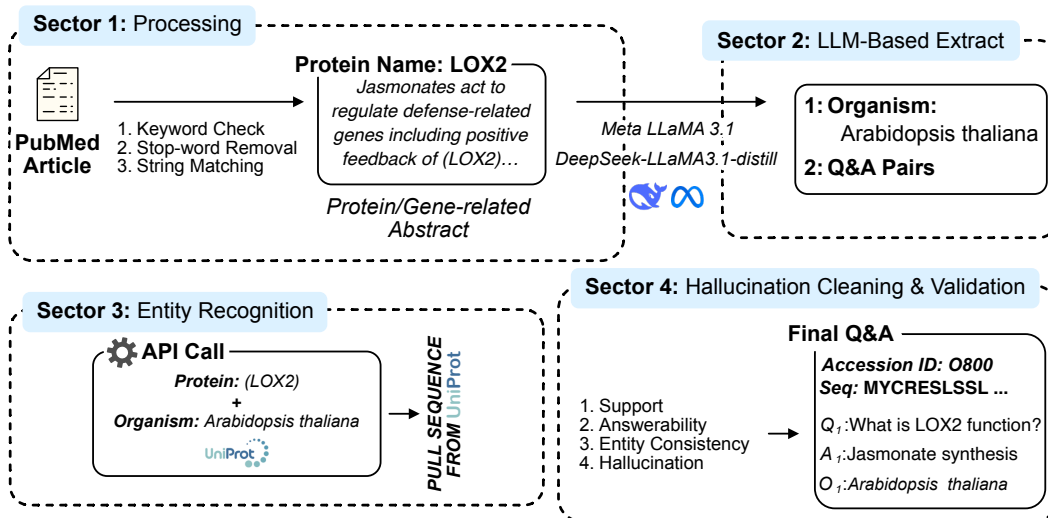 Sector 1: Processing
PubMed
Article
1. Keyword Check
2. Stop-word Removal
3. String Matching
Protein Name: LOX2
Jasmonates act to
regulate defense-related
genes including positive
feedback of (LOX2)...
Protein/Gene-related
Abstract
Meta LLaMA 3.1
DeepSeek-LLaMA3.1-distill
Sector 2: LLM-Based Extract
1: Organism:
Arabidopsis thaliana
2: Q&A Pairs
Sector 3: Entity Recognition
API Call
Protein: (LOX2)
+
Organism: Arabidopsis thaliana
UniProt
PULL SEQUENCE
FROM UniProt
Sector 4: Hallucination Cleaning & Validation
1. Support
2. Answerability
3. Entity Consistency
4. Hallucination
Final Q&A
Accession ID: O800
Seq: MYCRESLSSL ...
Q1:What is LOX2 function?
A1:Jasmonate synthesis
O1:Arabidopsis thaliana